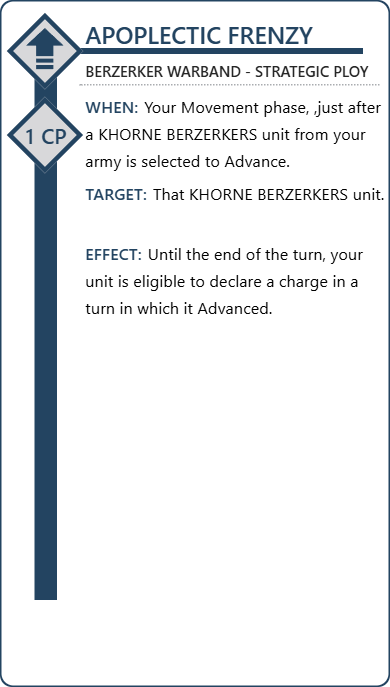 APOPLECTIC FRENZY
BERZERKER WARBAND - STRATEGIC PLOY
WHEN: Your Movement phase, ,just after
1 CP
a KHORNE BERZERKERS unit from your
army is selected to Advance.
TARGET: That KHORNE BERZERKERS unit.
EFFECT: Until the end of the turn, your
unit is eligible to declare a charge in a
turn in which it Advanced.